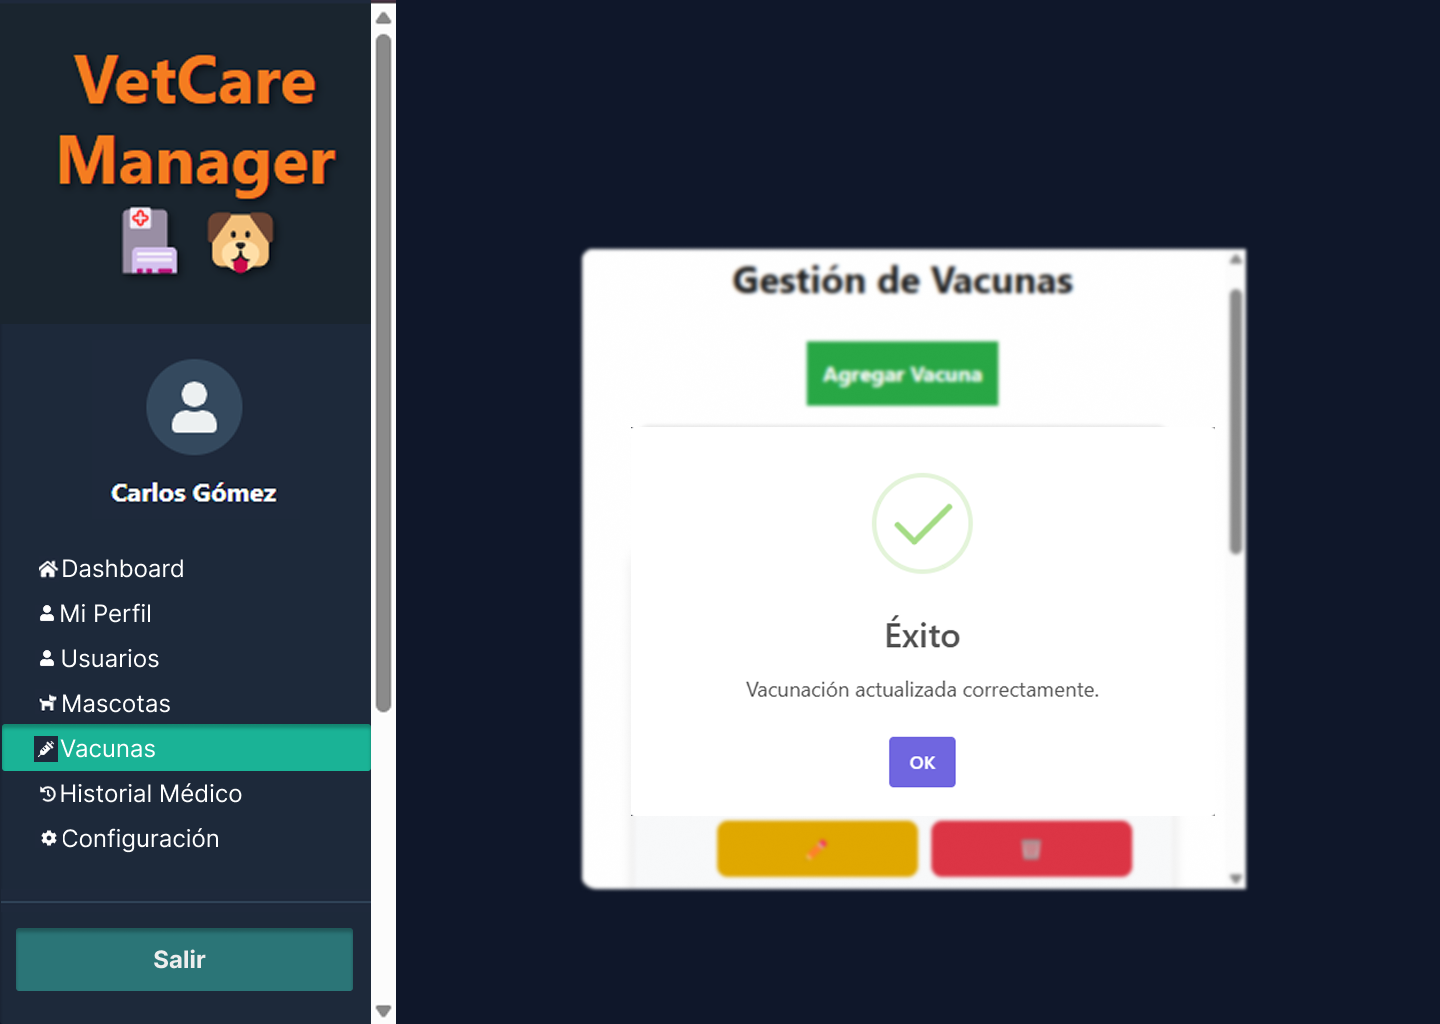 VetCare
Manager
Carlos Gómez
Dashboard
Mi Perfil
Usuarios
Mascotas
Vacunas
Historial Médico
Configuración
Salir
Gestión de Vacunas
Agregar Vacuna
Éxito
Vacunación actualizada correctamente.
OK